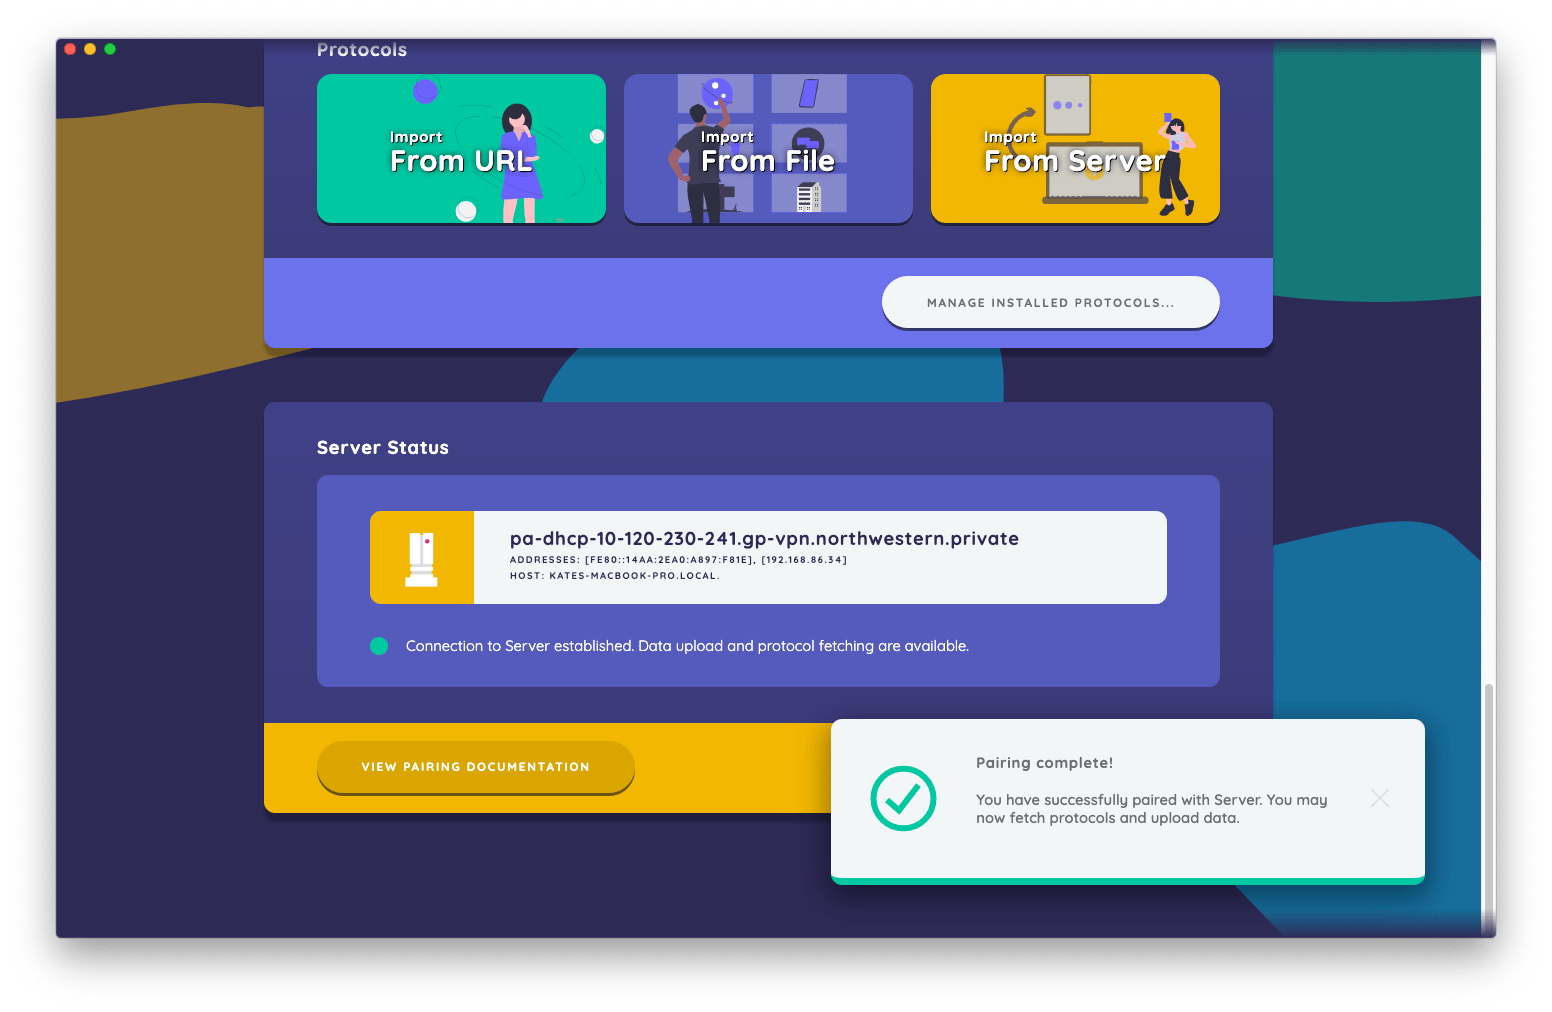 Protocols
Import
From URL
Import
From File
Import
From Server
MANAGE INSTALLED PROTOCOLS...
Server Status
pa-dhcp-10-120-230-241.gp-vpn.northwestern.private
ADDRESSES: [FE80::14AA:2EA0:A897:F81E], [192.168.86.34]
HOST: KATES-MACBOOK-PRO.LOCAL.
Connection to Server established. Data upload and protocol fetching are available.
VIEW PAIRING DOCUMENTATION
Pairing complete!
You have successfully paired with Server. You may
now fetch protocols and upload data.